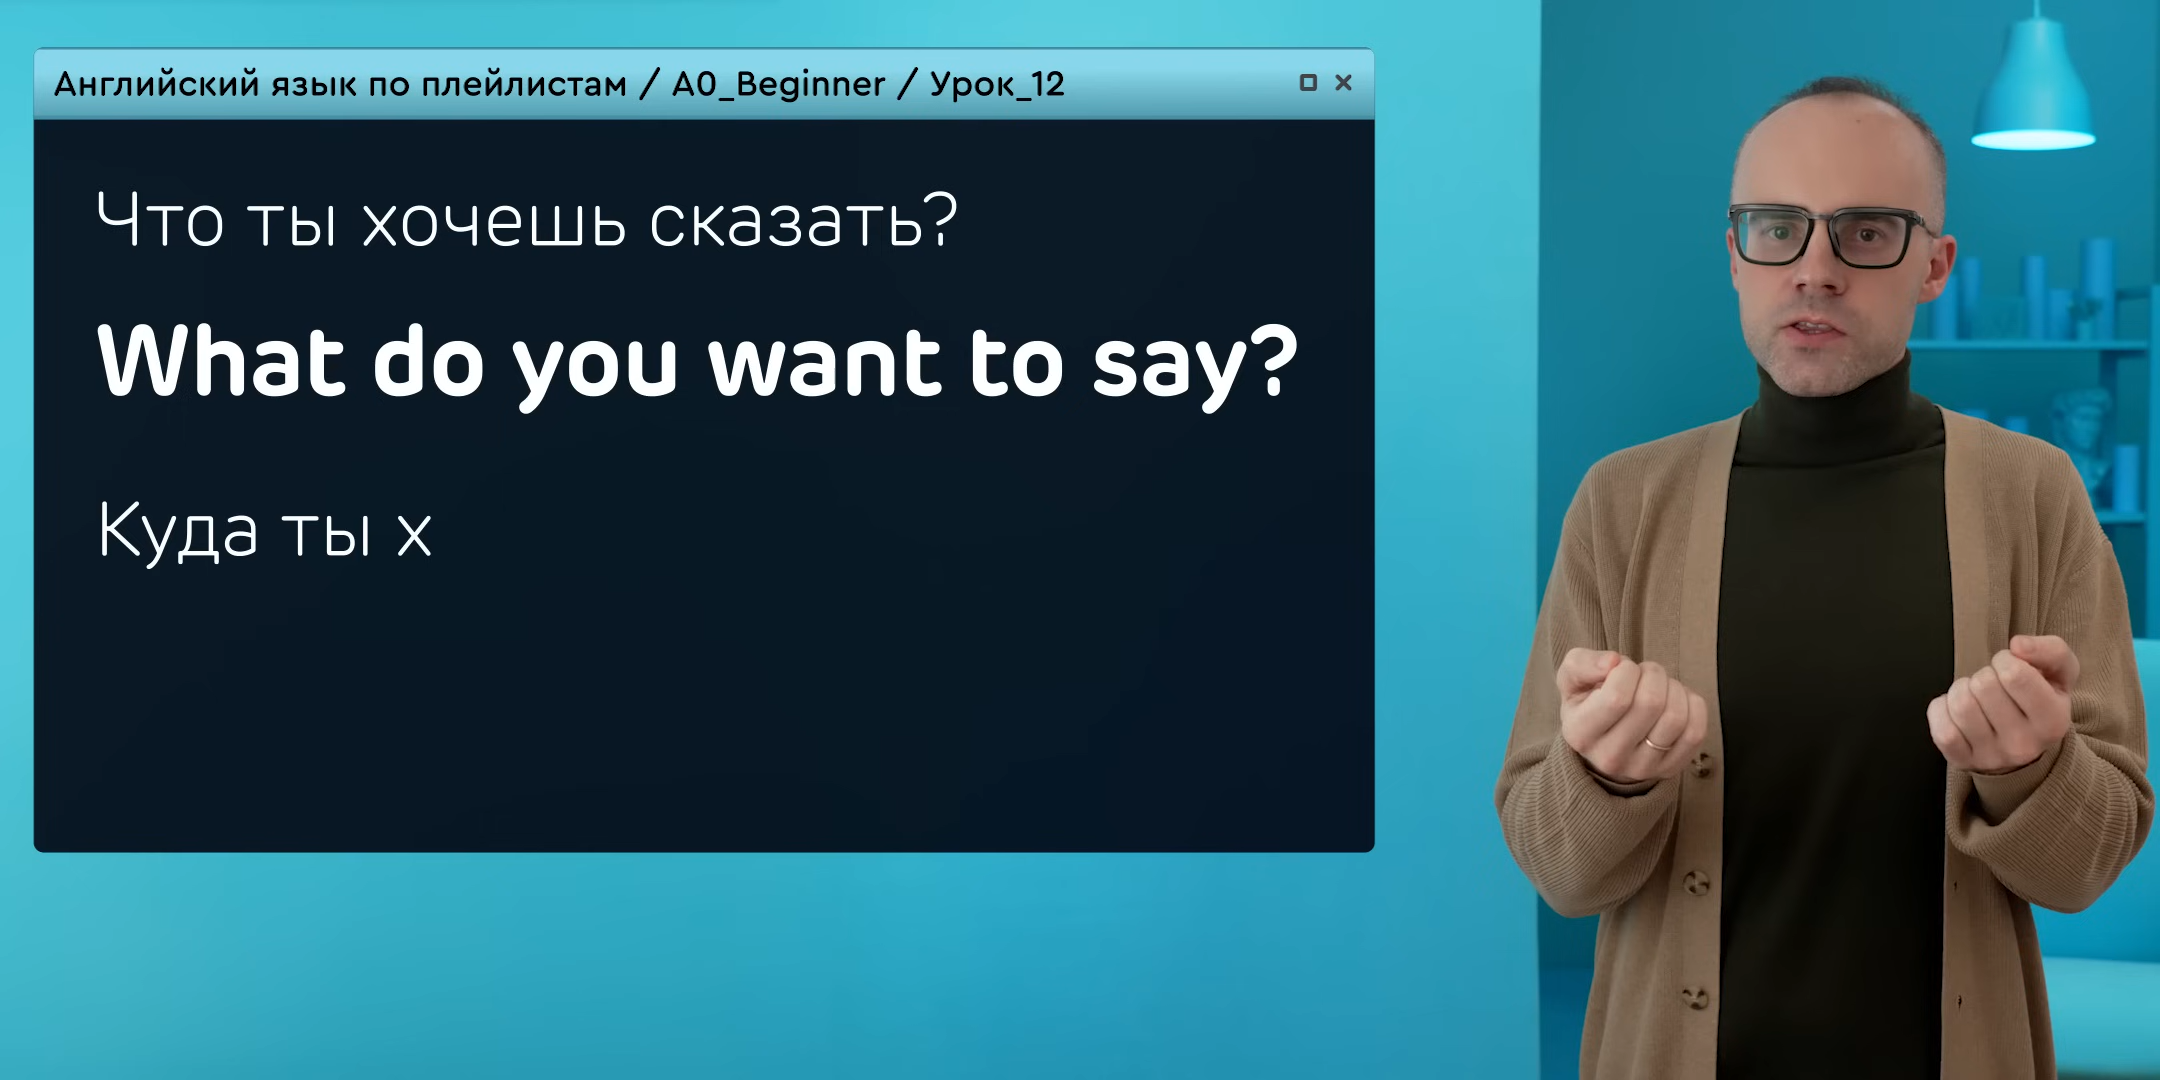 Английский язык по плейлистам / A0_Beginner / Урок_12
Что ты хочешь сказать?
What do you want to say?
Куда ты х